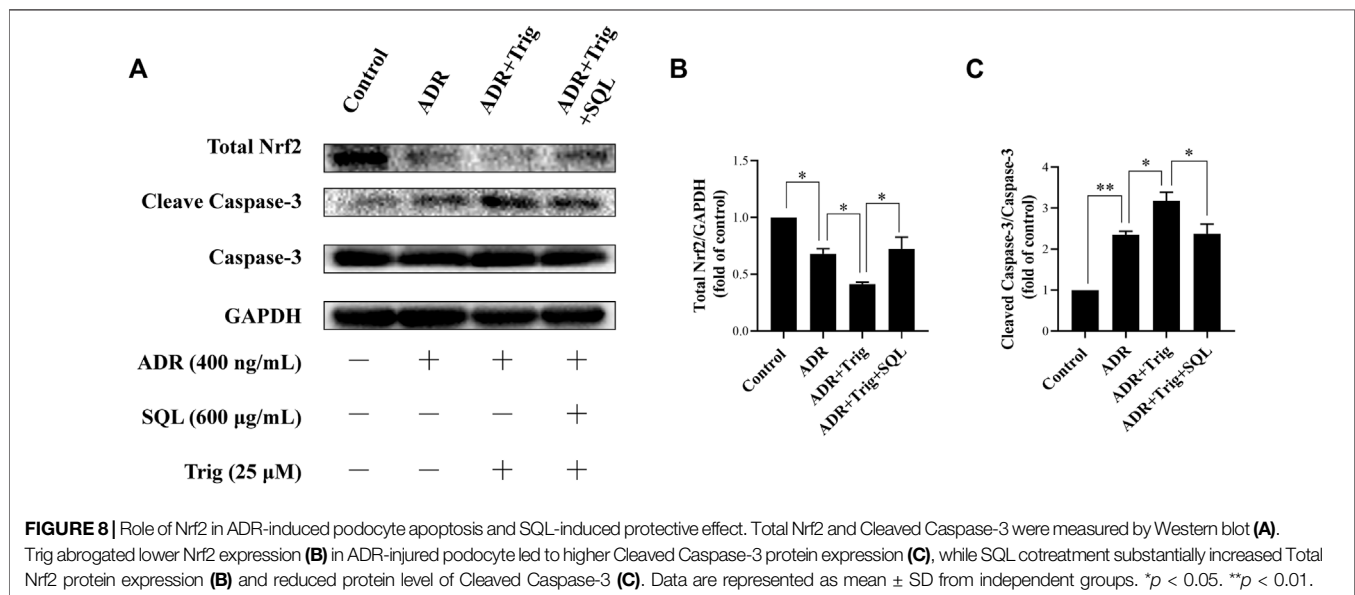 A
Control
ADR
ADR+Trig
ADR+Trig
+SQL
Total Nrf2
Cleave Caspase-3
Caspase-3
GAPDH
ADR (400 ng/mL) — + + +
SQL (600 μg/mL) — — — +
Trig (25 μM) — — + +
B
Total Nrf2/GAPDH
(fold of control)
1.5
1.0
0.5
0.0
* * *
Control
ADR
ADR+Trig
ADR+Trig+SQL
C
Cleaved Caspase-3/Caspase-3
(fold of control)
4
3
2
1
0
** * *
Control
ADR
ADR+Trig
ADR+Trig+SQL
FIGURE 8 | Role of Nrf2 in ADR-induced podocyte apoptosis and SQL-induced protective effect. Total Nrf2 and Cleaved Caspase-3 were measured by Western blot (A).
Trig abrogated lower Nrf2 expression (B) in ADR-injured podocyte led to higher Cleaved Caspase-3 protein expression (C), while SQL cotreatment substantially increased Total
Nrf2 protein expression (B) and reduced protein level of Cleaved Caspase-3 (C). Data are represented as mean ± SD from independent groups. *p < 0.05. **p < 0.01.